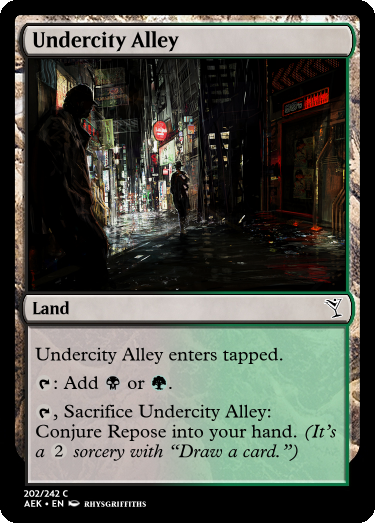 Undercity Alley
Land
Undercity Alley enters tapped.
: Add or .
, Sacrifice Undercity Alley:
Conjure Repose into your hand. (It's
a 2 sorcery with “Draw a card.”)
202/242 C
AEK • EN RHYSGRIFFITHS